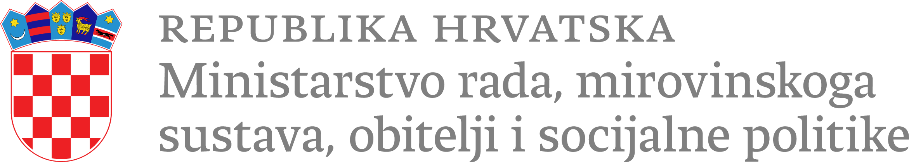 REPUBLIKA HRVATSKA
Ministarstvo rada, mirovinskoga
sustava, obitelji i socijalne politike